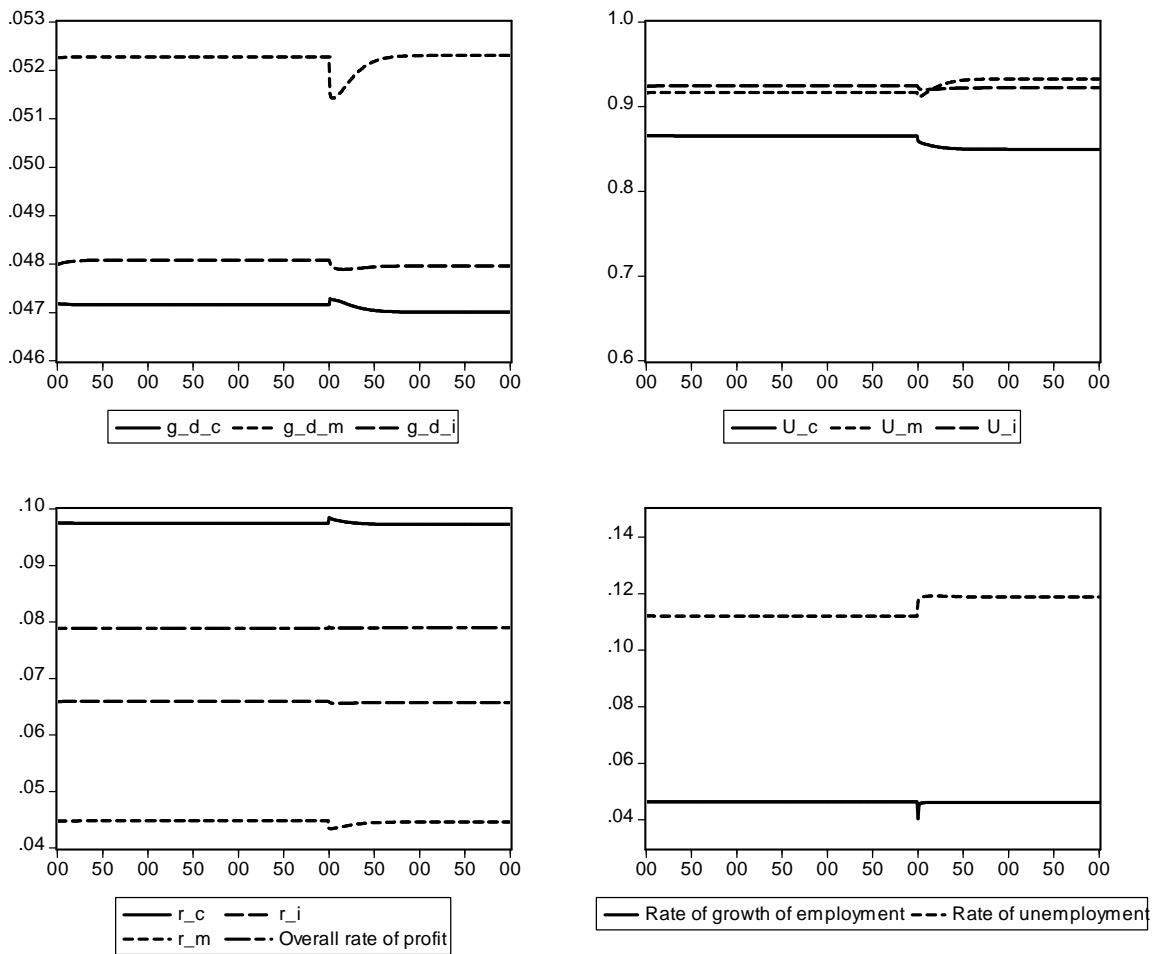 .053
.052
.051
.050
.049
.048
.047
.046
00 50 00 50 00 50 00 50 00 50 00
g_d_c g_d_m g_d_i
1.0
0.9
0.8
0.7
0.6
00 50 00 50 00 50 00 50 00 50 00
U_c U_m U_i
.10
.09
.08
.07
.06
.05
.04
00 50 00 50 00 50 00 50 00 50 00
r_c r_i
r_m Overall rate of profit
.14
.12
.10
.08
.06
.04
00 50 00 50 00 50 00 50 00 50 00
Rate of growth of employment Rate of unemployment